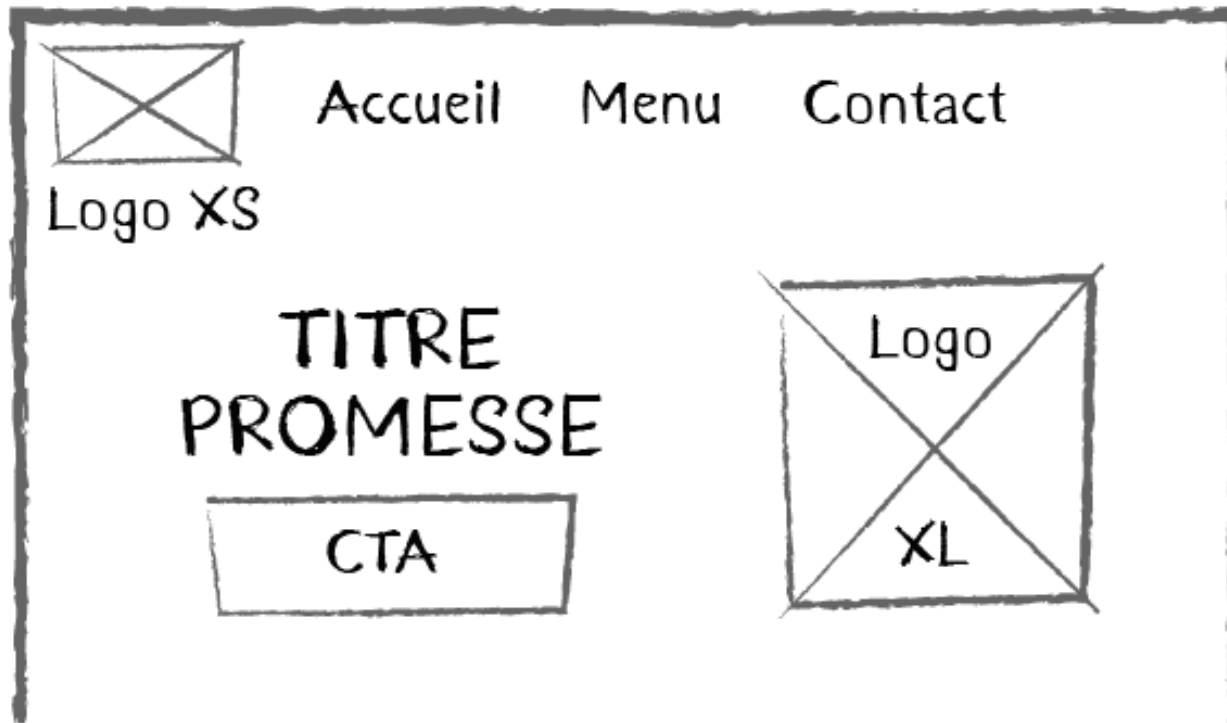 Accueil Menu Contact
Logo XS
TITRE
PROMESSE
CTA
Logo
XL